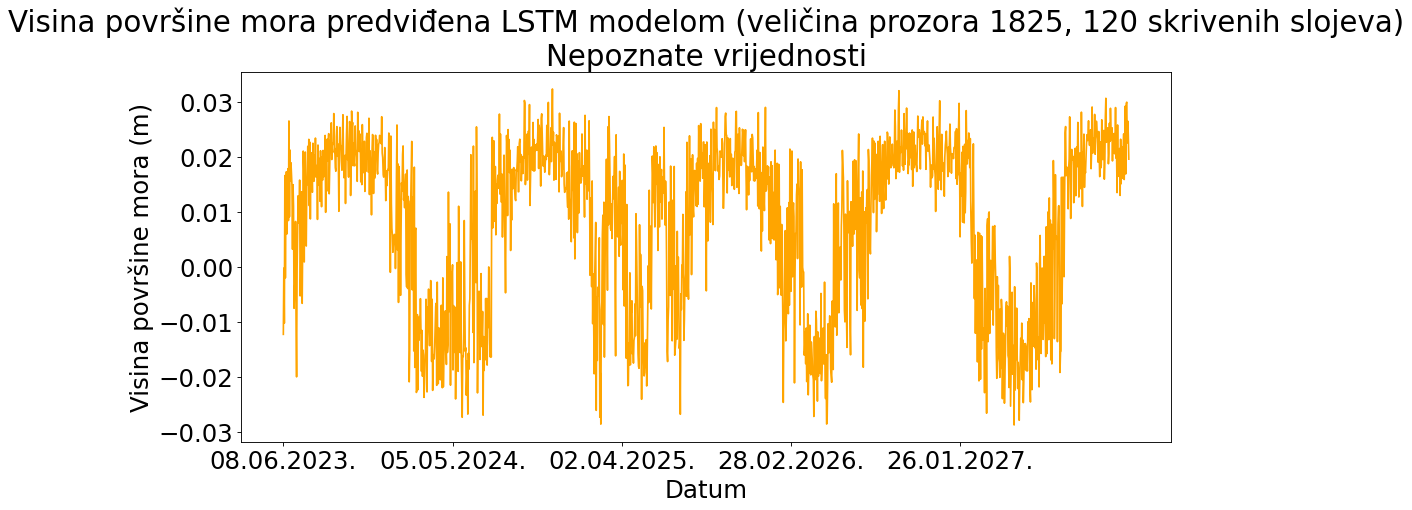 Visina površine mora predviđena LSTM modelom (veličina prozora 1825, 120 skrivenih slojeva)
Nepoznate vrijednosti
Visina površine mora (m)
0.03
0.02
0.01
0.00
−0.01
−0.02
−0.03
08.06.2023. 05.05.2024. 02.04.2025. 28.02.2026. 26.01.2027.
Datum